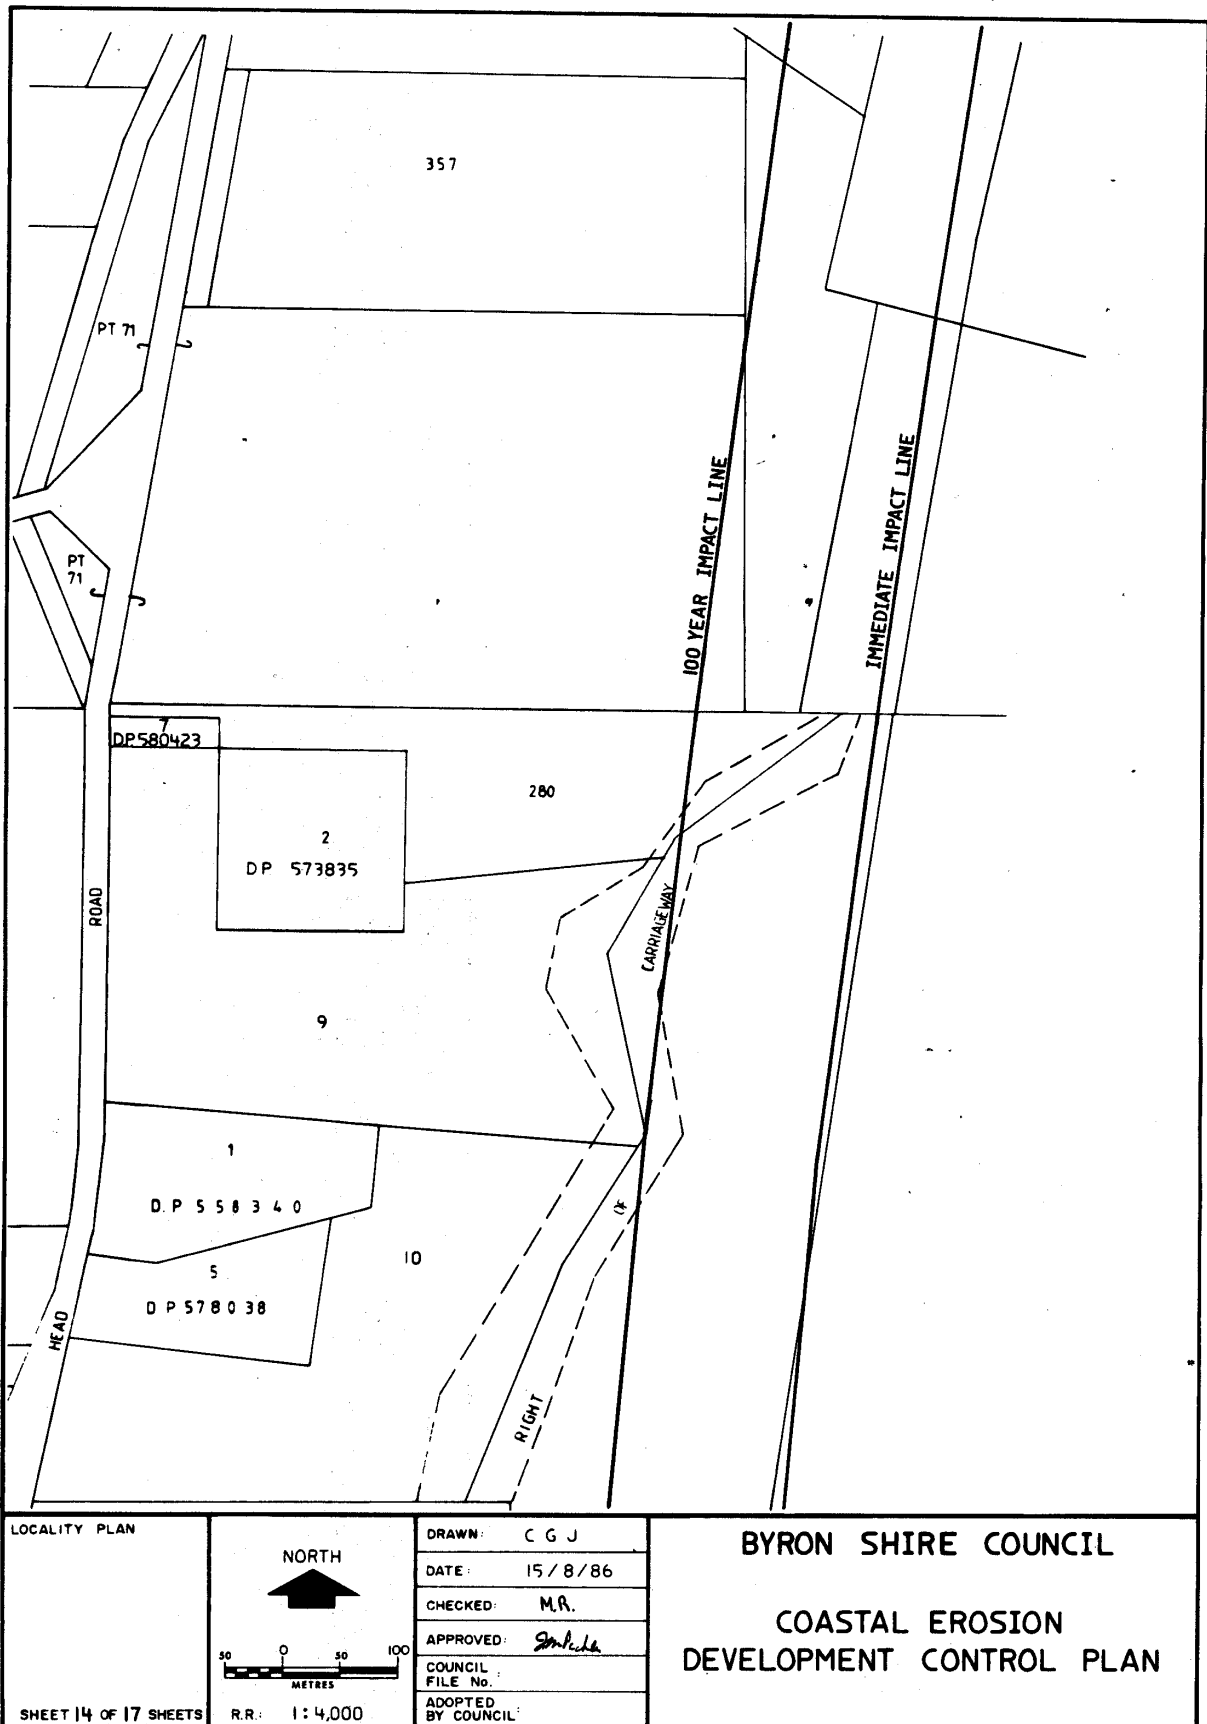 357
PT 71
100 YEAR IMPACT LINE
IMMEDIATE IMPACT LINE
PT
71
7
D.P. 580423
280
2
D P 573835
ROAD
CARRIAGEWAY
9
1
D. P 5 5 8 3 4 0
OF
10
5
D P 5 7 8 0 3 8
HEAD
RIGHT
LOCALITY PLAN
SHEET 14 OF 17 SHEETS
NORTH
50 0 50 100
METRES
R.R.: 1:4,000
DRAWN: C G J
DATE: 15/8/86
CHECKED: M.R.
APPROVED:
COUNCIL
FILE No. :
ADOPTED
BY COUNCIL:
BYRON SHIRE COUNCIL
COASTAL EROSION
DEVELOPMENT CONTROL PLAN